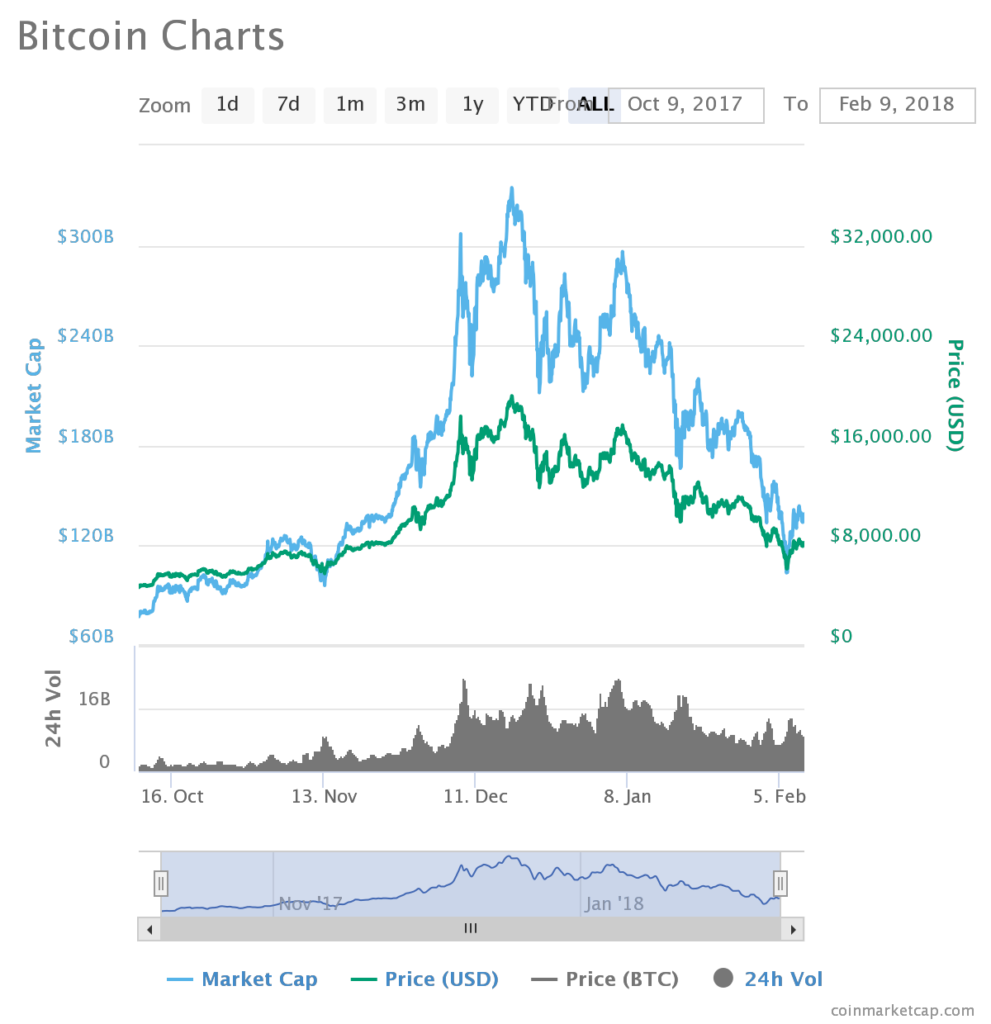 Bitcoin Charts
Zoom 1d 7d 1m 3m 1y YTD From ALL Oct 9, 2017 To Feb 9, 2018
$300B $32,000.00
$240B $24,000.00
Market Cap
Price (USD)
$180B $16,000.00
$120B $8,000.00
$60B $0
24h Vol
16B
0
16. Oct 13. Nov 11. Dec 8. Jan 5. Feb
Nov '17 Jan '18
Market Cap Price (USD) Price (BTC) 24h Vol
coinmarketcap.com